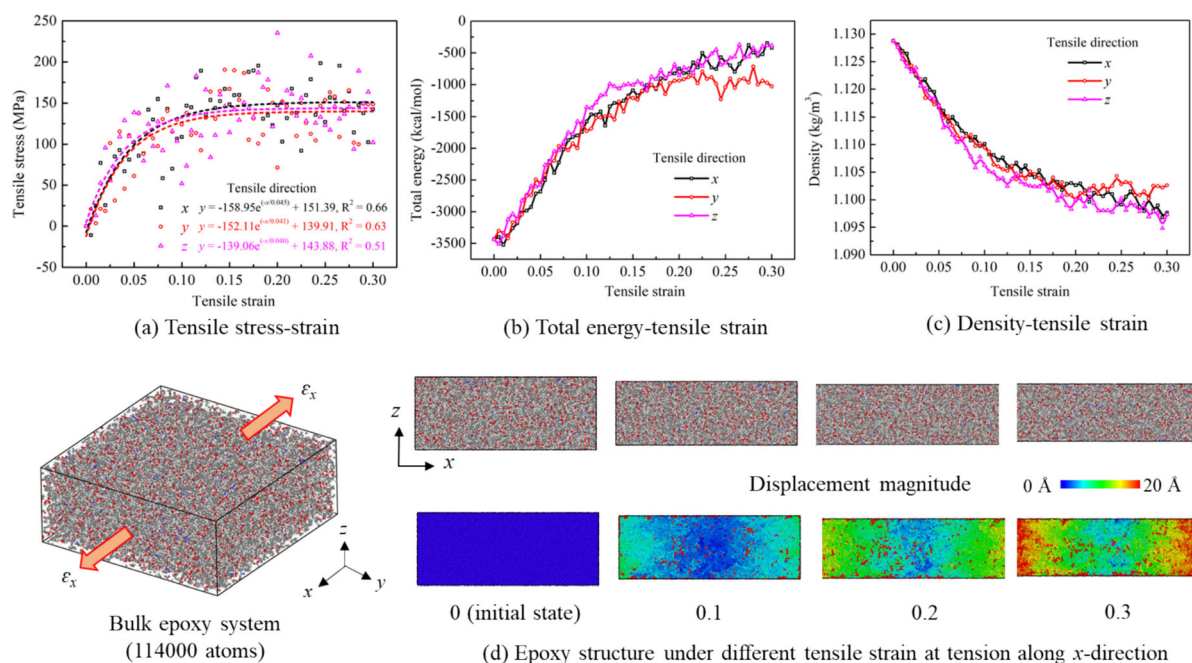 250
200
150
100
50
0
-50
0.00 0.05 0.10 0.15 0.20 0.25 0.30
Tensile stress (MPa)
Tensile strain
Tensile direction
x y = -158.95e^(-x/0.045) + 151.39, R² = 0.66
y y = -152.11e^(-x/0.041) + 139.91, R² = 0.63
z y = -139.06e^(-x/0.040) + 143.88, R² = 0.51
(a) Tensile stress-strain
-500
-1000
-1500
-2000
-2500
-3000
-3500
0.00 0.05 0.10 0.15 0.20 0.25 0.30
Total energy (kcal/mol)
Tensile strain
Tensile direction
x
y
z
(b) Total energy-tensile strain
1.130
1.125
1.120
1.115
1.110
1.105
1.100
1.095
1.090
0.00 0.05 0.10 0.15 0.20 0.25 0.30
Density (kg/m³)
Tensile strain
Tensile direction
x
y
z
(c) Density-tensile strain
εx
εx
z
x
y
Bulk epoxy system
(114000 atoms)
z
x
Displacement magnitude 0 Å 20 Å
0 (initial state) 0.1 0.2 0.3
(d) Epoxy structure under different tensile strain at tension along x-direction